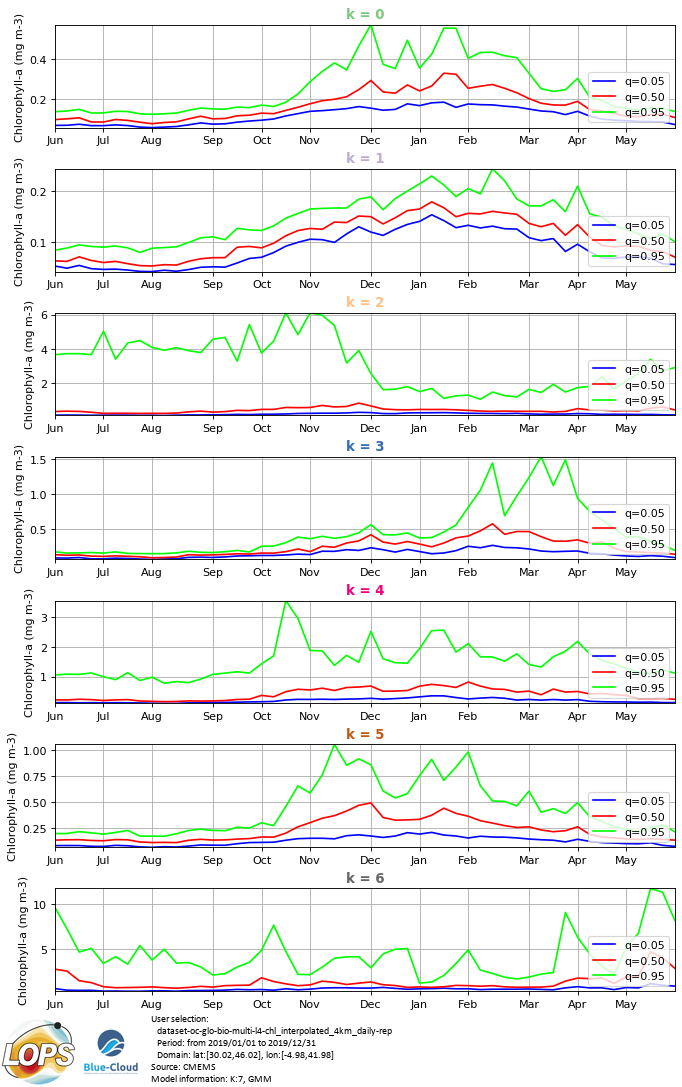 k = 0
Chlorophyll-a (mg m-3)
0.4
0.2
q=0.05
q=0.50
q=0.95
Jun Jul Aug Sep Oct Nov Dec Jan Feb Mar Apr May
k = 1
Chlorophyll-a (mg m-3)
0.2
0.1
q=0.05
q=0.50
q=0.95
Jun Jul Aug Sep Oct Nov Dec Jan Feb Mar Apr May
k = 2
Chlorophyll-a (mg m-3)
6
4
2
q=0.05
q=0.50
q=0.95
Jun Jul Aug Sep Oct Nov Dec Jan Feb Mar Apr May
k = 3
Chlorophyll-a (mg m-3)
1.5
1.0
0.5
q=0.05
q=0.50
q=0.95
Jun Jul Aug Sep Oct Nov Dec Jan Feb Mar Apr May
k = 4
Chlorophyll-a (mg m-3)
3
2
1
q=0.05
q=0.50
q=0.95
Jun Jul Aug Sep Oct Nov Dec Jan Feb Mar Apr May
k = 5
Chlorophyll-a (mg m-3)
1.00
0.75
0.50
0.25
q=0.05
q=0.50
q=0.95
Jun Jul Aug Sep Oct Nov Dec Jan Feb Mar Apr May
k = 6
Chlorophyll-a (mg m-3)
10
5
q=0.05
q=0.50
q=0.95
Jun Jul Aug Sep Oct Nov Dec Jan Feb Mar Apr May
LOPS
Blue-Cloud
User selection:
dataset-oc-glo-bio-multi-l4-chl_interpolated_4km_daily-rep
Period: from 2019/01/01 to 2019/12/31
Domain: lat:[30.02,46.02], lon:[-4.98,41.98]
Source: CMEMS
Model information: K:7, GMM